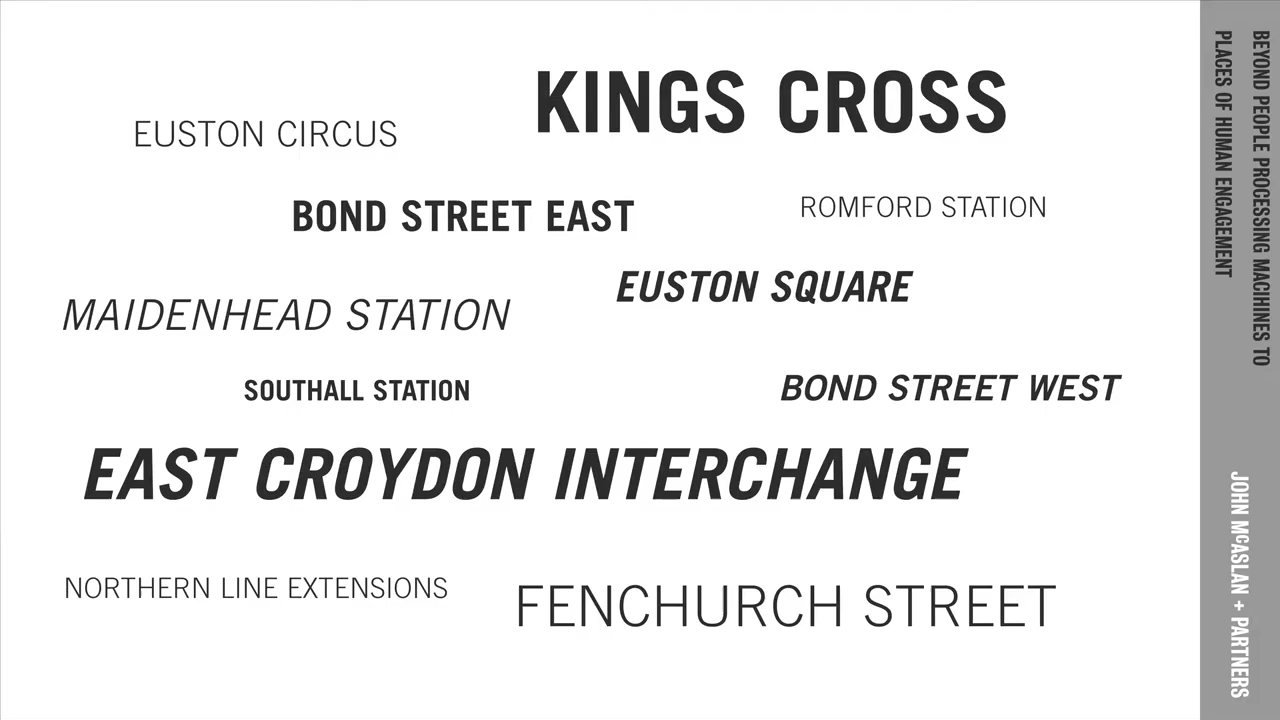 KINGS CROSS
EUSTON CIRCUS
BOND STREET EAST
ROMFORD STATION
EUSTON SQUARE
MAIDENHEAD STATION
SOUTHALL STATION
BOND STREET WEST
EAST CROYDON INTERCHANGE
NORTHERN LINE EXTENSIONS
FENCHURCH STREET
BEYOND PEOPLE PROCESSING MACIHINES TO
PLACES OF HUMAN ENGAGEMENT
JOHN MCASLAN + PARTNERS